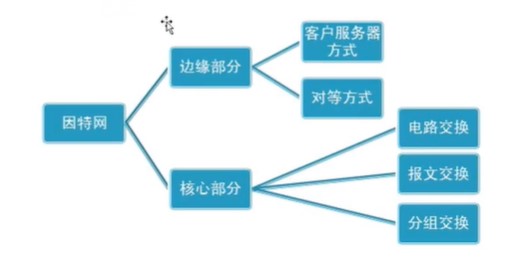 客户服务器
方式
边缘部分
对等方式
因特网
电路交换
报文交换
核心部分
分组交换